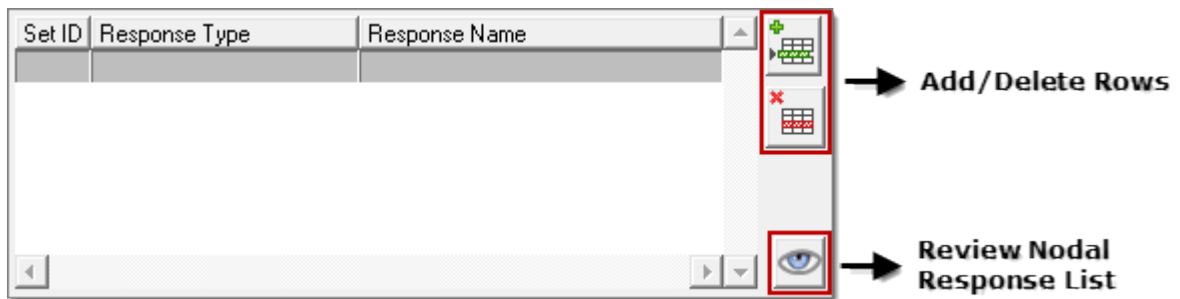 Set ID Response Type Response Name
Add/Delete Rows
Review Nodal
Response List